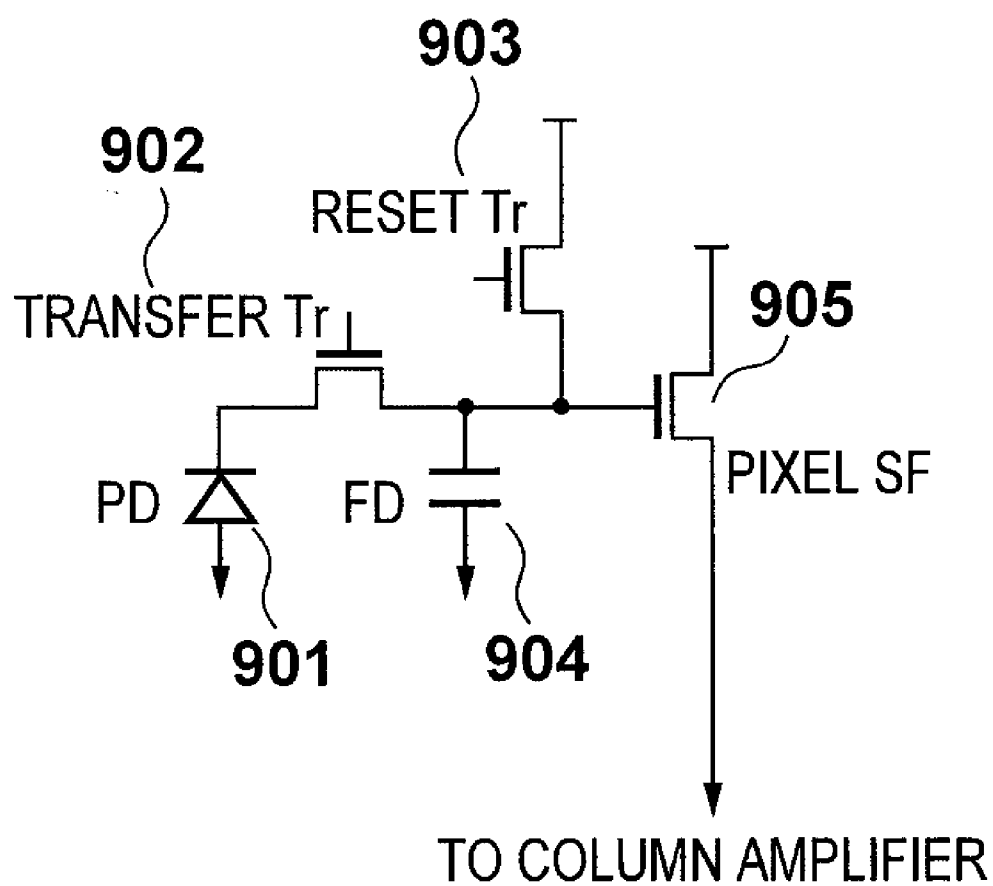 903
902
RESET Tr
TRANSFER Tr
905
PD
FD
PIXEL SF
901
904
TO COLUMN AMPLIFIER